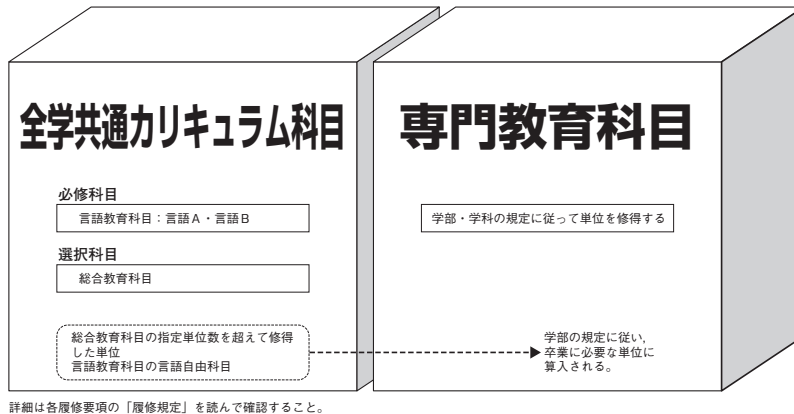 全学共通カリキュラム科目
必修科目
言語教育科目：言語A・言語B
選択科目
総合教育科目
総合教育科目の指定単位数を超えて修得
した単位
言語教育科目の言語自由科目
専門教育科目
学部・学科の規定に従って単位を修得する
学部の規定に従い，
卒業に必要な単位に
算入される。
詳細は各履修要項の「履修規定」を読んで確認すること。